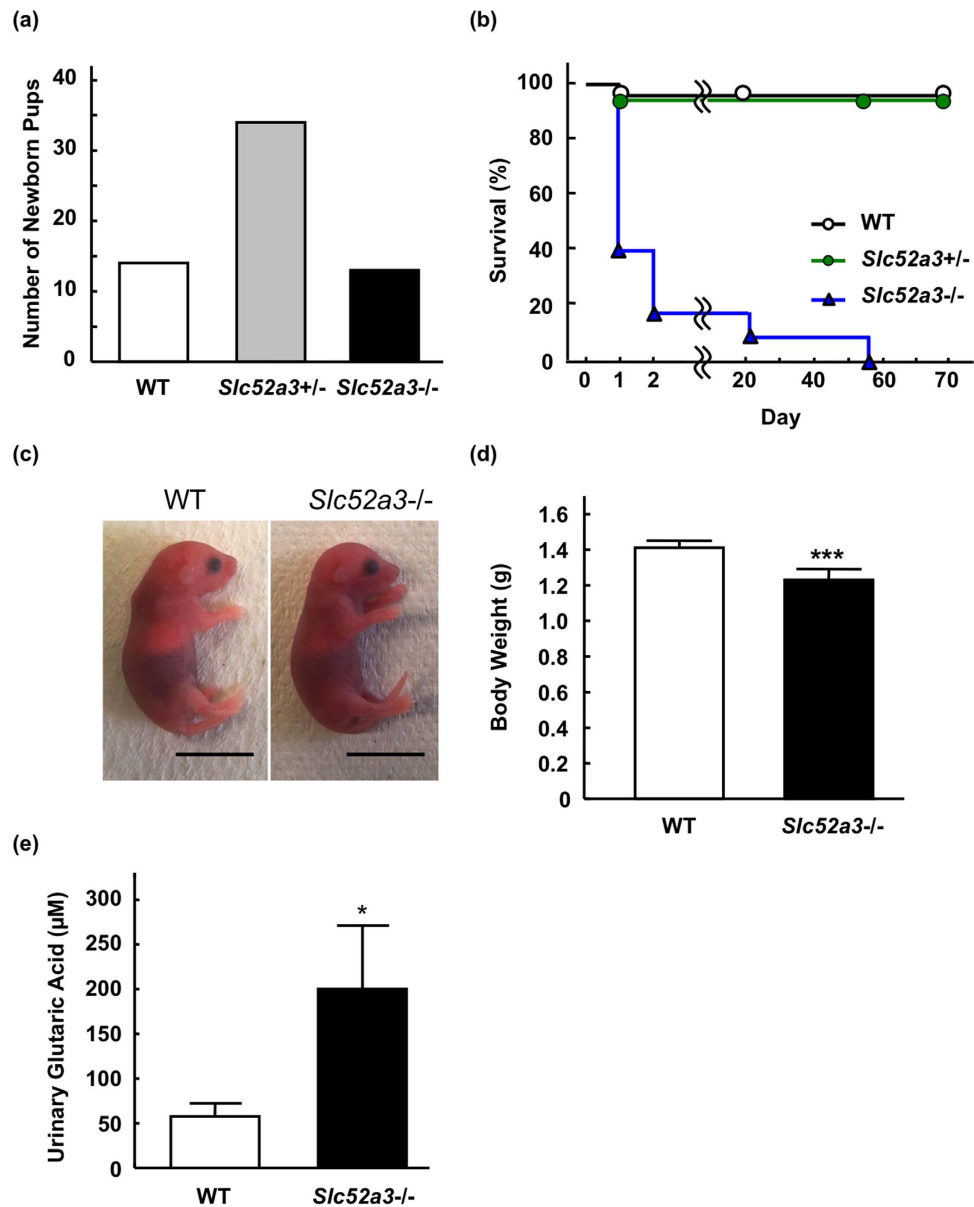 (a)
Number of Newborn Pups
40
30
20
10
0
WT Slc52a3+/- Slc52a3-/-
(b)
Survival (%)
100
80
60
40
20
0
WT
Slc52a3+/-
Slc52a3-/-
0 1 2 20 40 60 70
Day
(c)
WT Slc52a3-/-
(d)
Body Weight (g)
1.6
1.4
1.2
1.6
0.8
0.6
0.4
0.2
0
***
WT Slc52a3-/-
(e)
Urinary Glutaric Acid (µM)
300
250
200
150
100
50
0
*
WT Slc52a3-/-